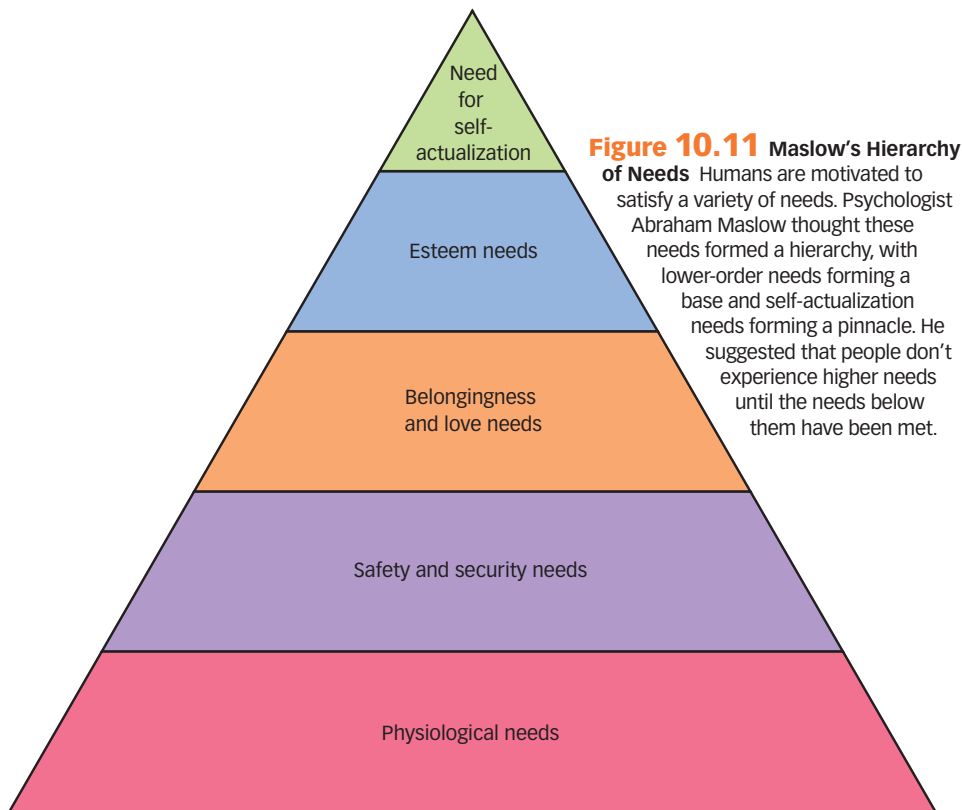 Need
for
self-
actualization
Esteem needs
Belongingness
and love needs
Safety and security needs
Physiological needs
Figure 10.11 Maslow's Hierarchy
of Needs Humans are motivated to
satisfy a variety of needs. Psychologist
Abraham Maslow thought these
needs formed a hierarchy, with
lower-order needs forming a
base and self-actualization
needs forming a pinnacle. He
suggested that people don't
experience higher needs
until the needs below
them have been met.